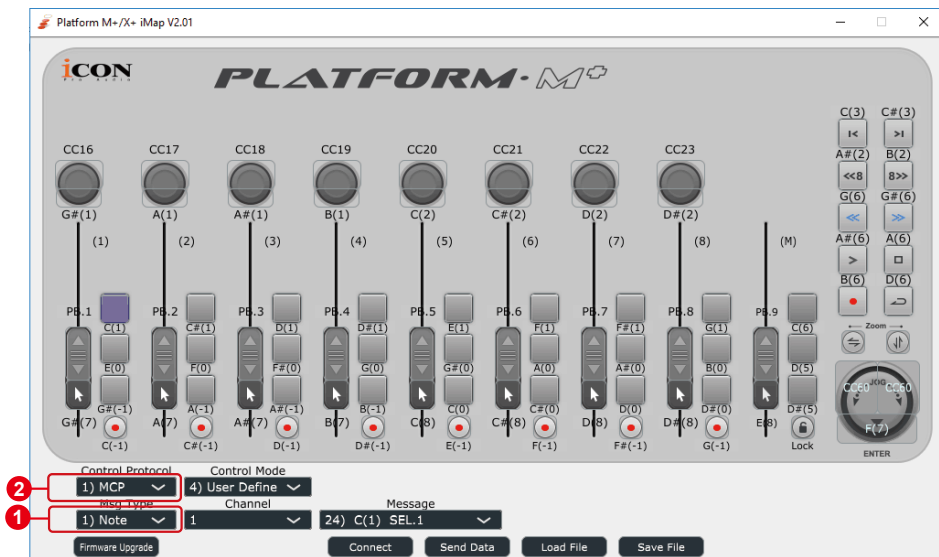 Platform M+/X+ iMap V2.01
iCON
PRO AUDIO
PLATFORM·M+
C(3) C#(3)
CC16 CC17 CC18 CC19 CC20 CC21 CC22 CC23
A#(2) B(2)
<<8 8>>
G(6) G#(6)
G#(1) A(1) A#(1) B(1) C(2) C#(2) D(2) D#(2)
(1) (2) (3) (4) (5) (6) (7) (8) (M)
A#(6) A(6)
B(6) D(6)
PB.1 PB.2 PB.3 PB.4 PB.5 PB.6 PB.7 PB.8 PB.9
C(1) C#(1) D(1) D#(1) E(1) F(1) F#(1) G(1) C(6)
Zoom
E(0) F(0) F#(0) G(0) G#(0) A(0) A#(0) B(0) D(5)
JOG
CC60 CC60
G#(-1) A(-1) A#(-1) B(-1) C(0) C#(0) D(0) D#(0) D#(5)
G#(7) A(7) A#(7) B(7) C(8) C#(8) D(8) D#(8) E(8)
F(7)
C(-1) C#(-1) D(-1) D#(-1) E(-1) F(-1) F#(-1) G(-1) Lock
ENTER
Control Protocol Control Mode
2 1) MCP 4) User Define
Msg Type Channel Message
1 1) Note 1 24) C(1) SEL.1
Firmware Upgrade Connect Send Data Load File Save File